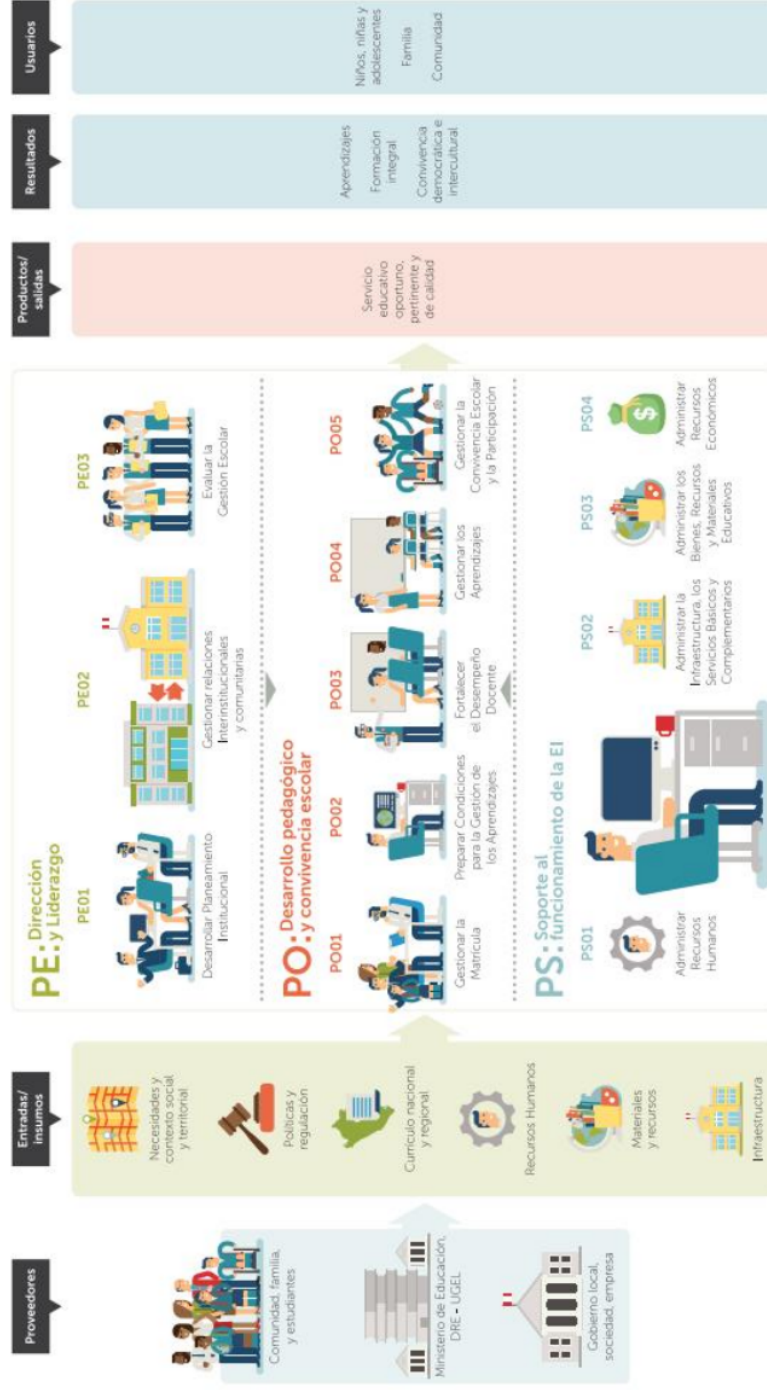 Proveedores
Comunidad, familia,
y estudiantes
Ministerio de Educación,
DRE - UGEL
Gobierno local,
sociedad, empresa
Entradas/
insumos
Necesidades y
contexto social
y territorial
Políticas y
regulación
Currículo nacional
y regional
Recursos Humanos
Materiales
y recursos
Infraestructura
PE: Dirección
y Liderazgo
PE01
Desarrollar Planeamiento
Institucional
PE02
Gestionar relaciones
Interinstitucionales
y comunitarias
PE03
Evaluar la
Gestión Escolar
PO: Desarrollo pedagógico
y convivencia escolar
PO01
Gestionar la
Matrícula
PO02
Preparar Condiciones
para la Gestión de
los Aprendizajes
PO03
Fortalecer
el Desempeño
Docente
PO04
Gestionar los
Aprendizajes
PO05
Gestionar la
Convivencia Escolar
y la Participación
PS: Soporte al
funcionamiento de la EI
PS01
Administrar
Recursos
Humanos
PS02
Administrar la
Infraestructura, los
Servicios Básicos y
Complementarios
PS03
Administrar los
Bienes, Recursos
y Materiales
Educativos
PS04
$
Administrar
Recursos
Económicos
Productos/
salidas
Servicio
educativo
oportuno,
pertinente y
de calidad
Resultados
Aprendizajes
Formación
integral
Convivencia
democrática e
intercultural
Usuarios
Niños, niñas y
adolescentes
Familia
Comunidad